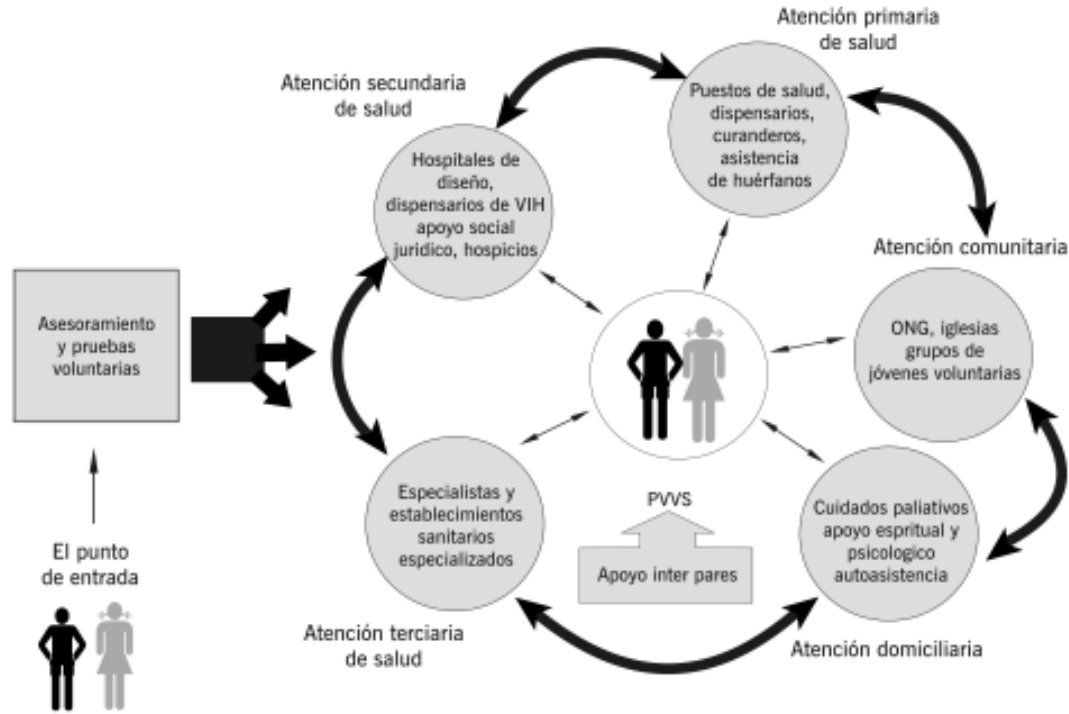 Atención primaria
de salud
Puestos de salud,
dispensarios,
curanderos,
asistencia
de huérfanos
Atención secundaria
de salud
Hospitales de
diseño,
dispensarios de VIH
apoyo social
juridico, hospicios
Atención comunitaria
ONG, iglesias
grupos de
jóvenes voluntarias
Asesoramiento
y pruebas
voluntarias
Especialistas y
establecimientos
sanitarios
especializados
Atención terciaria
de salud
PVVS
Apoyo inter pares
Cuidados paliativos
apoyo espritual y
psicologico
autoasistencia
Atención domiciliaria
El punto
de entrada